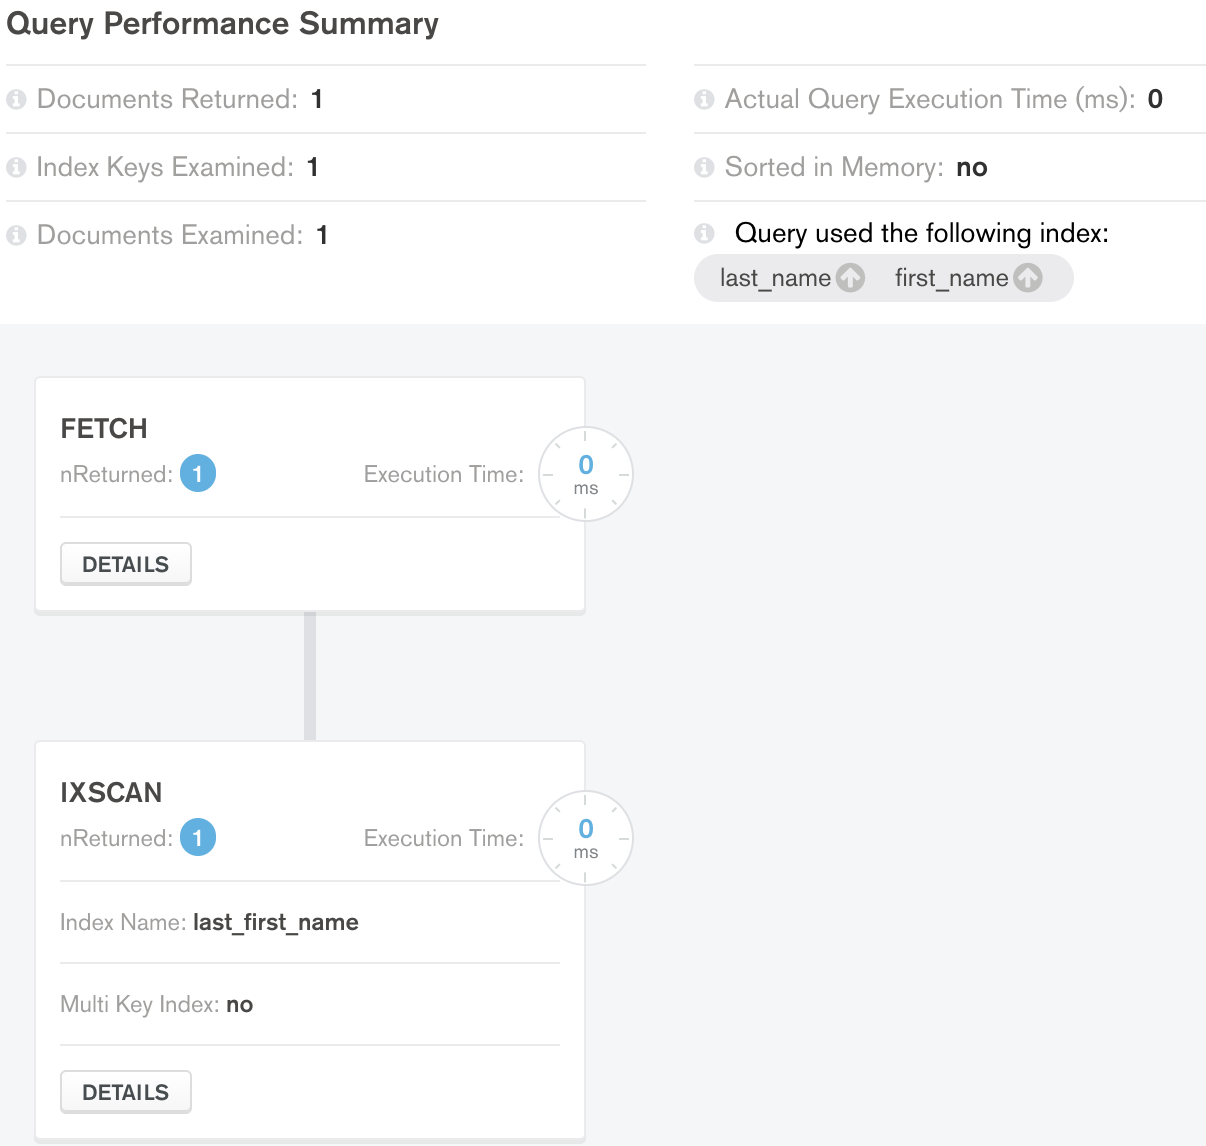 Query Performance Summary
Documents Returned: 1
Actual Query Execution Time (ms): 0
Index Keys Examined: 1
Sorted in Memory: no
Documents Examined: 1
Query used the following index:
last_name first_name
FETCH
nReturned: 1
Execution Time: 0 ms
DETAILS
IXSCAN
nReturned: 1
Execution Time: 0 ms
Index Name: last_first_name
Multi Key Index: no
DETAILS